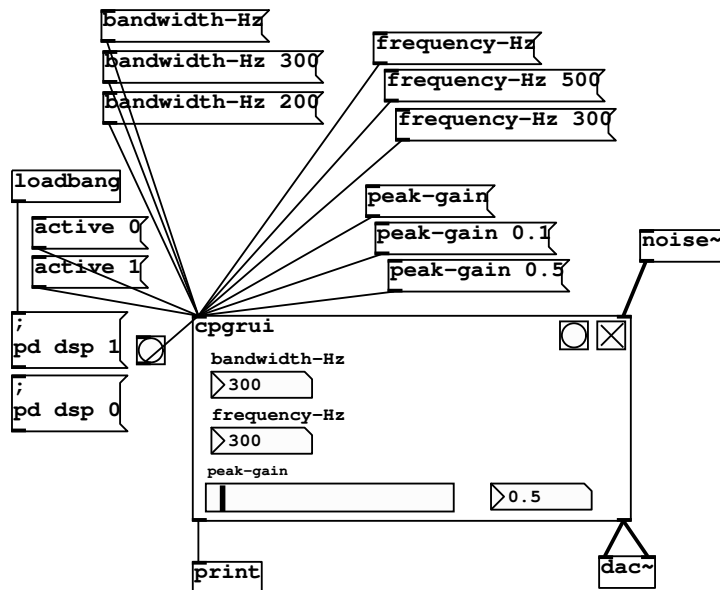 bandwidth-Hz
bandwidth-Hz 300
bandwidth-Hz 200
frequency-Hz
frequency-Hz 500
frequency-Hz 300
loadbang
active 0
active 1
peak-gain
peak-gain 0.1
peak-gain 0.5
noise~
;
pd dsp 1
;
pd dsp 0
cpgrui
bandwidth-Hz
300
frequency-Hz
300
peak-gain
0.5
print
dac~